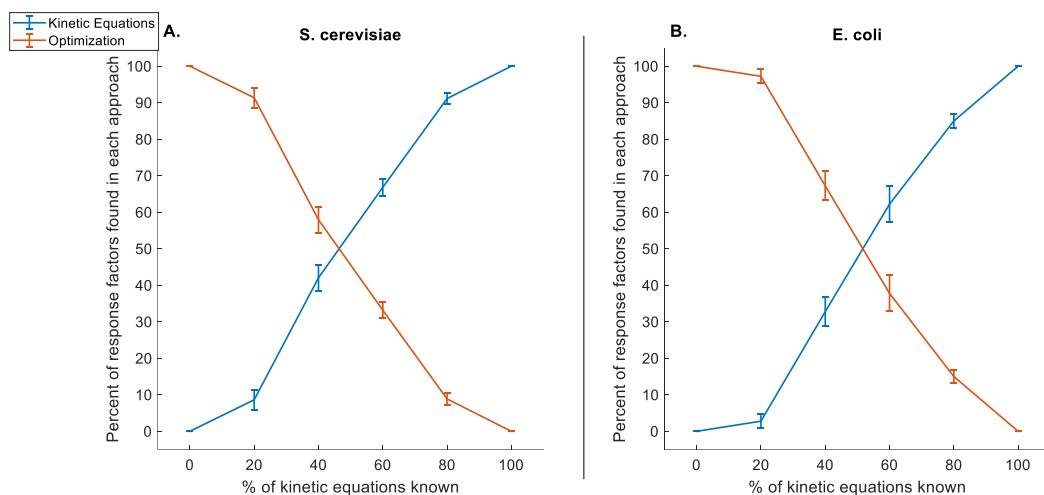 Kinetic Equations
Optimization
A.
S. cerevisiae
Percent of response factors found in each approach
100
90
80
70
60
50
40
30
20
10
0
0 20 40 60 80 100
% of kinetic equations known
B.
E. coli
Percent of response factors found in each approach
100
90
80
70
60
50
40
30
20
10
0
0 20 40 60 80 100
% of kinetic equations known